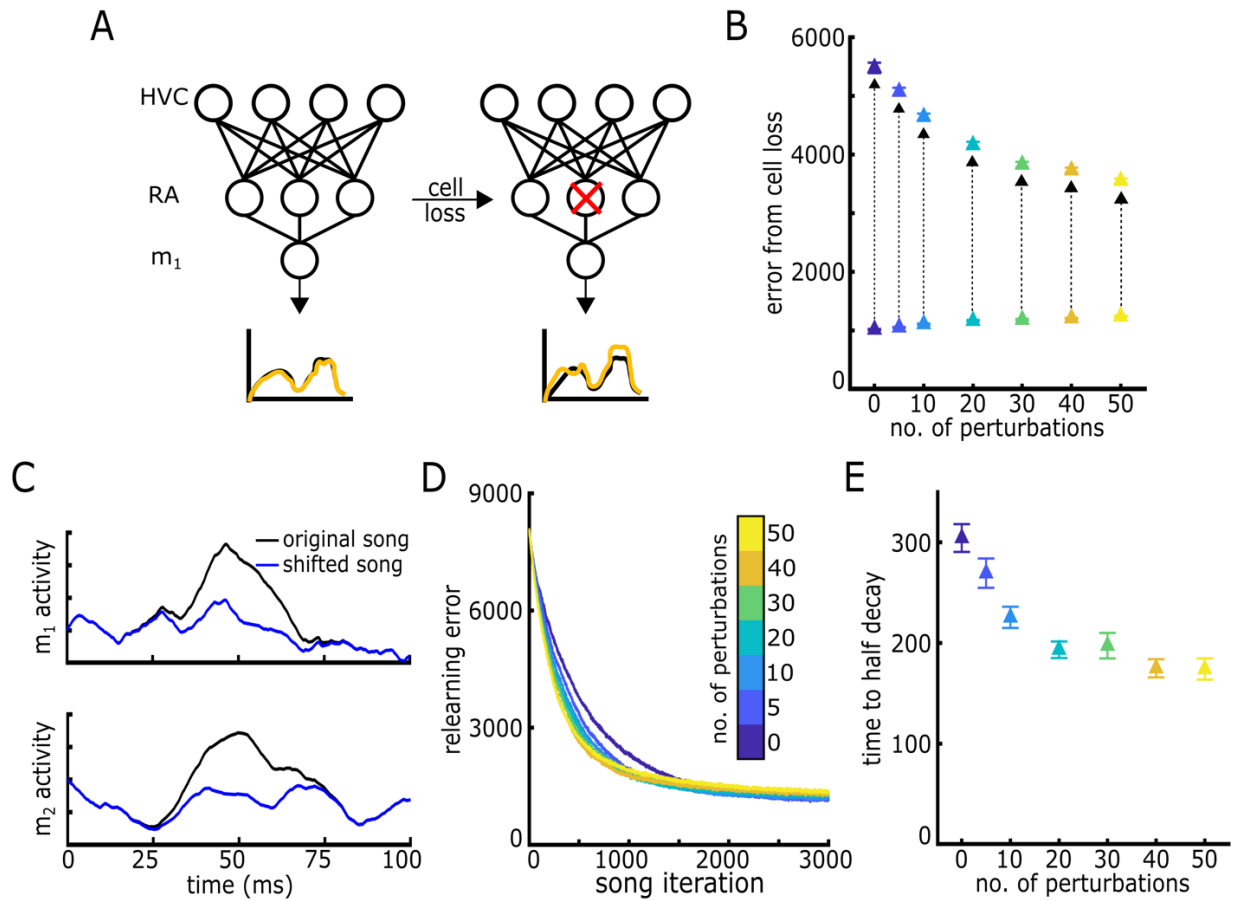 A
HVC
RA
m1
cell
loss
B
error from cell loss
6000
4000
2000
0
0 10 20 30 40 50
no. of perturbations
C
m1 activity
original song
shifted song
m2 activity
0 25 50 75 100
time (ms)
D
relearning error
9000
6000
3000
0
0 1000 2000 3000
song iteration
no. of perturbations
50
40
30
20
10
5
0
E
time to half decay
300
200
100
0
0 10 20 30 40 50
no. of perturbations